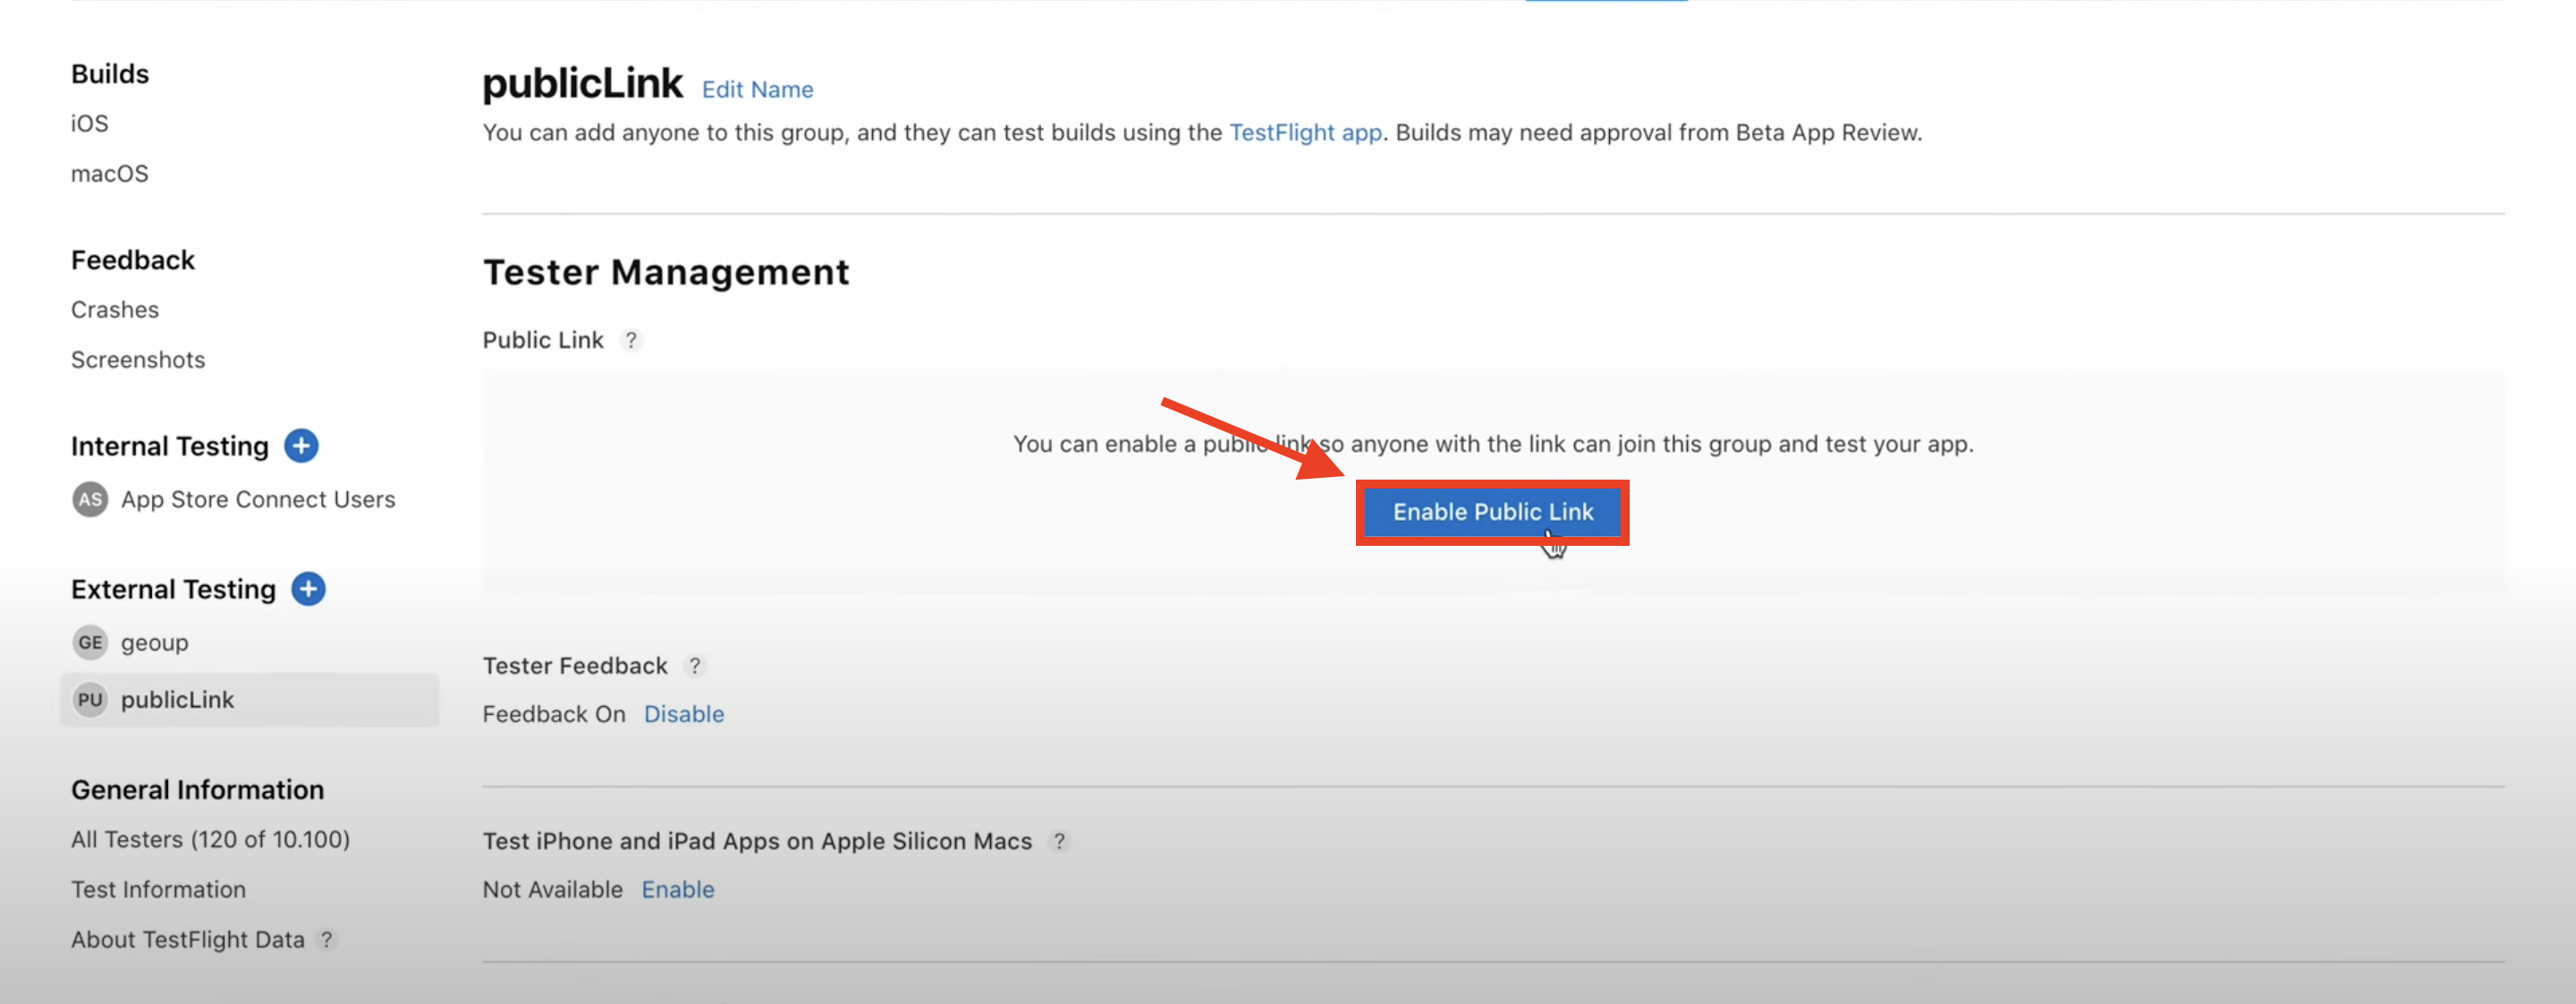 Builds
iOS
macOS
Feedback
Crashes
Screenshots
Internal Testing
AS App Store Connect Users
External Testing
GE geoup
PU publicLink
General Information
All Testers (120 of 10.100)
Test Information
About TestFlight Data ?
publicLink Edit Name
You can add anyone to this group, and they can test builds using the TestFlight app. Builds may need approval from Beta App Review.
Tester Management
Public Link ?
You can enable a public link so anyone with the link can join this group and test your app.
Enable Public Link
Tester Feedback ?
Feedback On Disable
Test iPhone and iPad Apps on Apple Silicon Macs ?
Not Available Enable